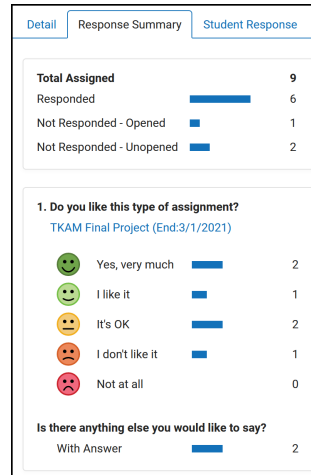 Detail Response Summary Student Response
Total Assigned 9
Responded 6
Not Responded - Opened 1
Not Responded - Unopened 2
1. Do you like this type of assignment?
TKAM Final Project (End:3/1/2021)
Yes, very much 2
I like it 1
It's OK 2
I don't like it 1
Not at all 0
Is there anything else you would like to say?
With Answer 2